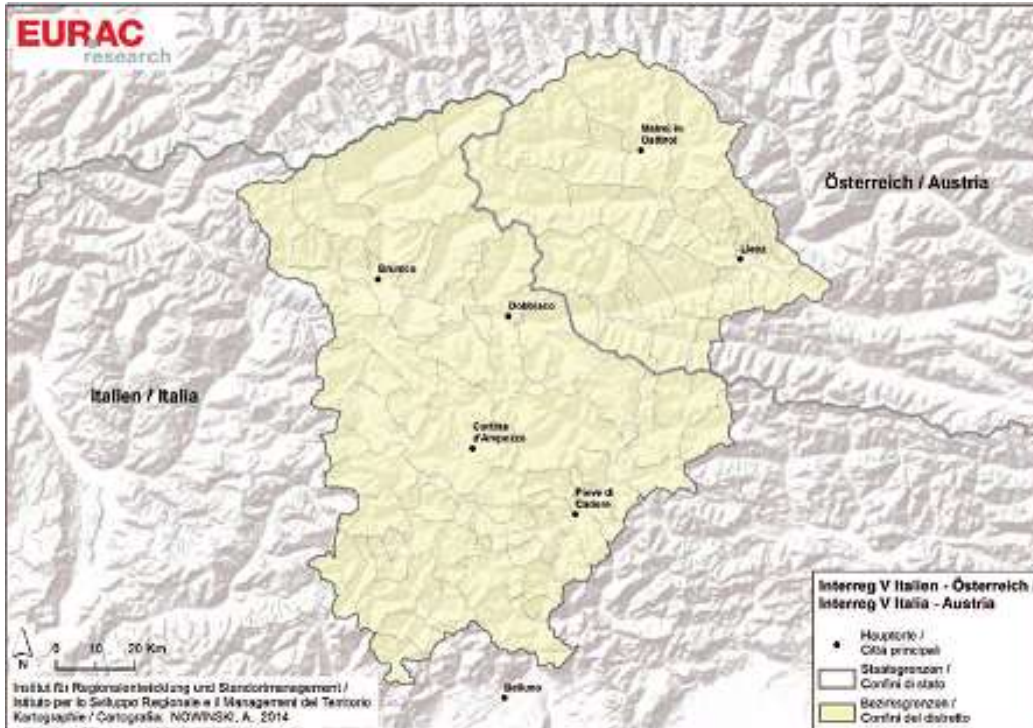 EURAC
research
Matrei in
Osttirol
Österreich / Austria
Lienz
Brunico
Dobbiaco
Italien / Italia
Cortina
d'Ampezzo
Pieve di
Cadore
Belluno
0 10 20 Km
N
Institut für Regionalentwicklung und Standortmanagement /
Istituto per lo Sviluppo Regionale e il Management del Territorio
Kartographie / Cartografia: NOWINSKI, A. 2014
Interreg V Italien - Österreich
Interreg V Italia - Austria
Hauptorte /
Città principali
Staatsgrenzen /
Confini di stato
Bezirksgrenzen /
Confini del distretto